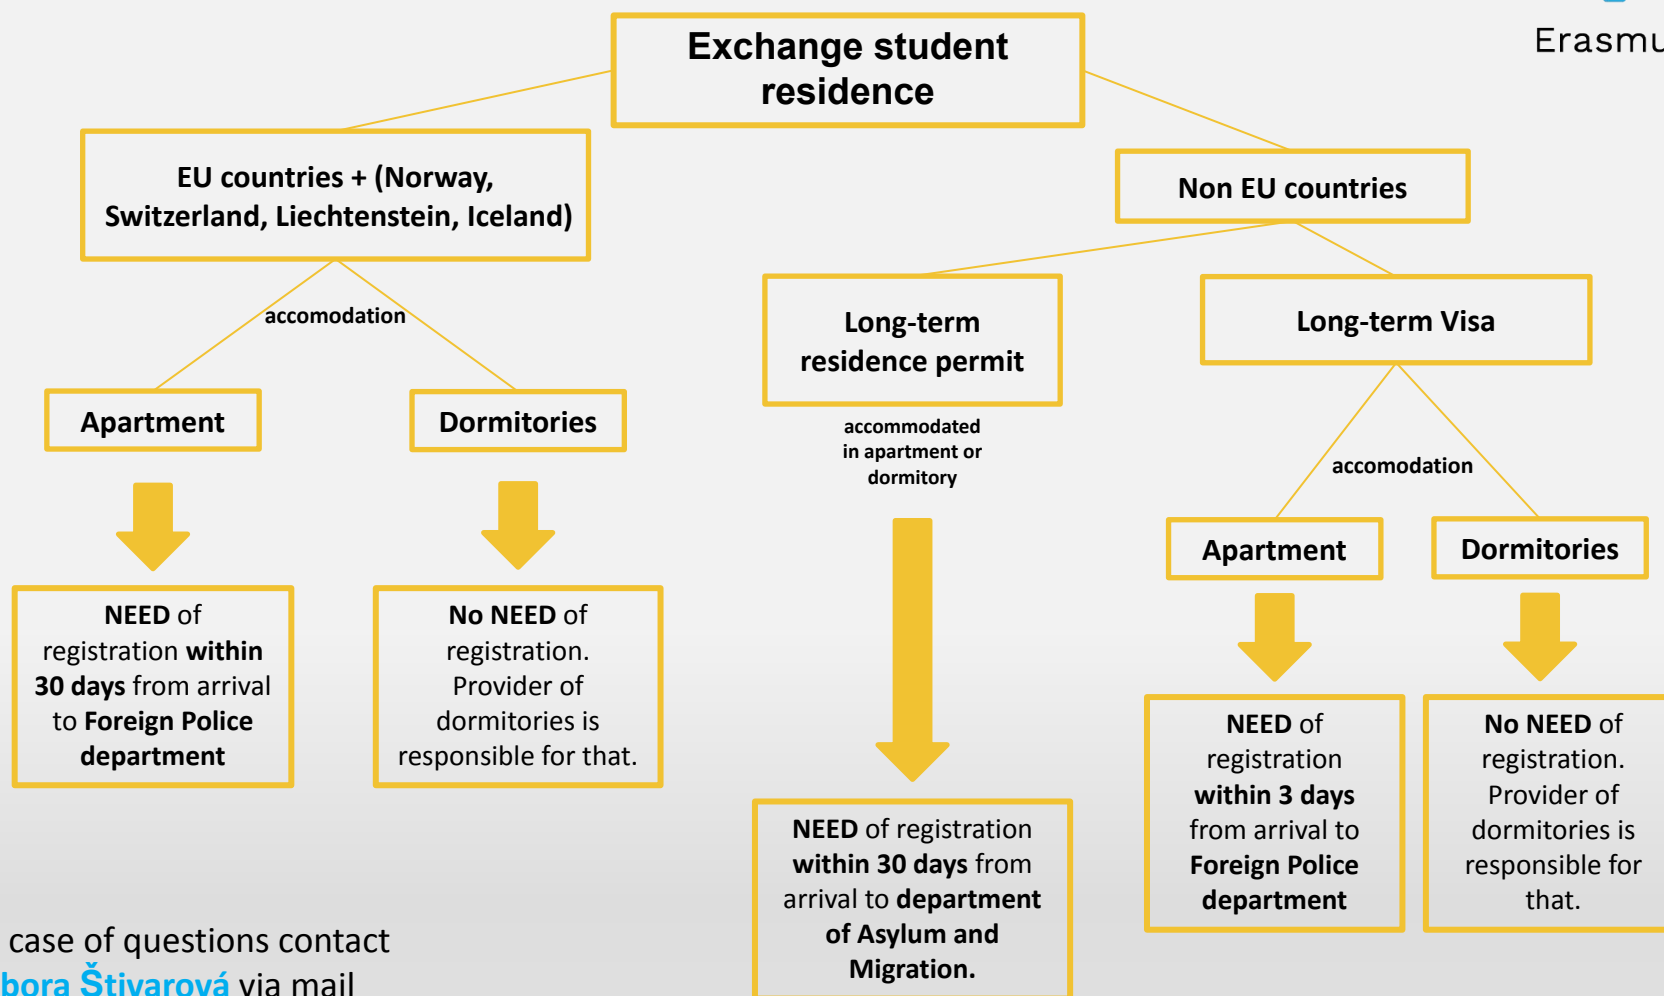 Exchange student
residence
EU countries + (Norway,
Switzerland, Liechtenstein, Iceland)
accomodation
Apartment
Dormitories
NEED of
registration within
30 days from arrival
to Foreign Police
department
No NEED of
registration.
Provider of
dormitories is
responsible for that.
Non EU countries
Long-term
residence permit
accommodated
in apartment or
dormitory
NEED of registration
within 30 days from
arrival to department
of Asylum and
Migration.
Long-term Visa
accomodation
Apartment
Dormitories
NEED of
registration
within 3 days
from arrival to
Foreign Police
department
No NEED of
registration.
Provider of
dormitories is
responsible for
that.
Erasmu
case of questions contact
bora Štivarová via mail